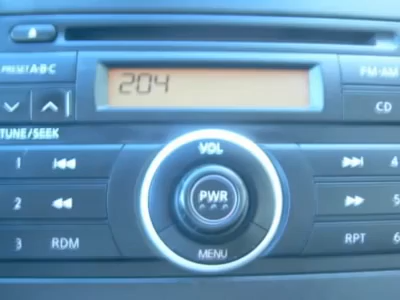 204
PRESET A·B·C
FM·AM
CD
TUNE/SEEK
VOL
1
4
PWR
2
5
MENU
3 RDM
RPT 6